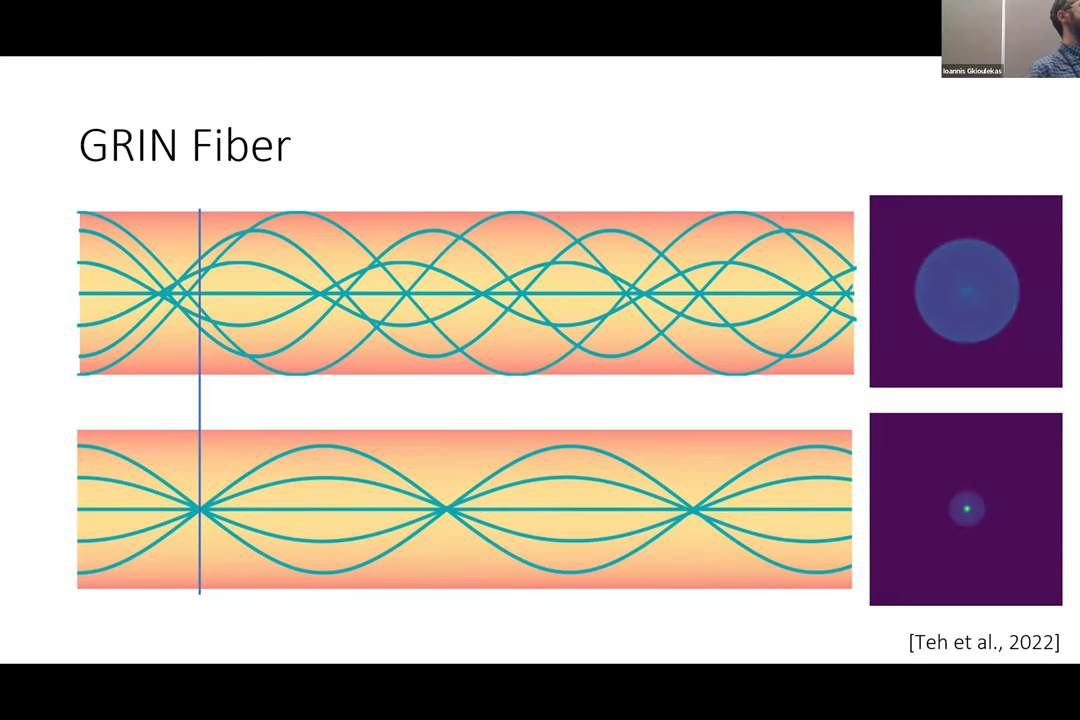 Ioannis Gkioulekas
GRIN Fiber
[Teh et al., 2022]